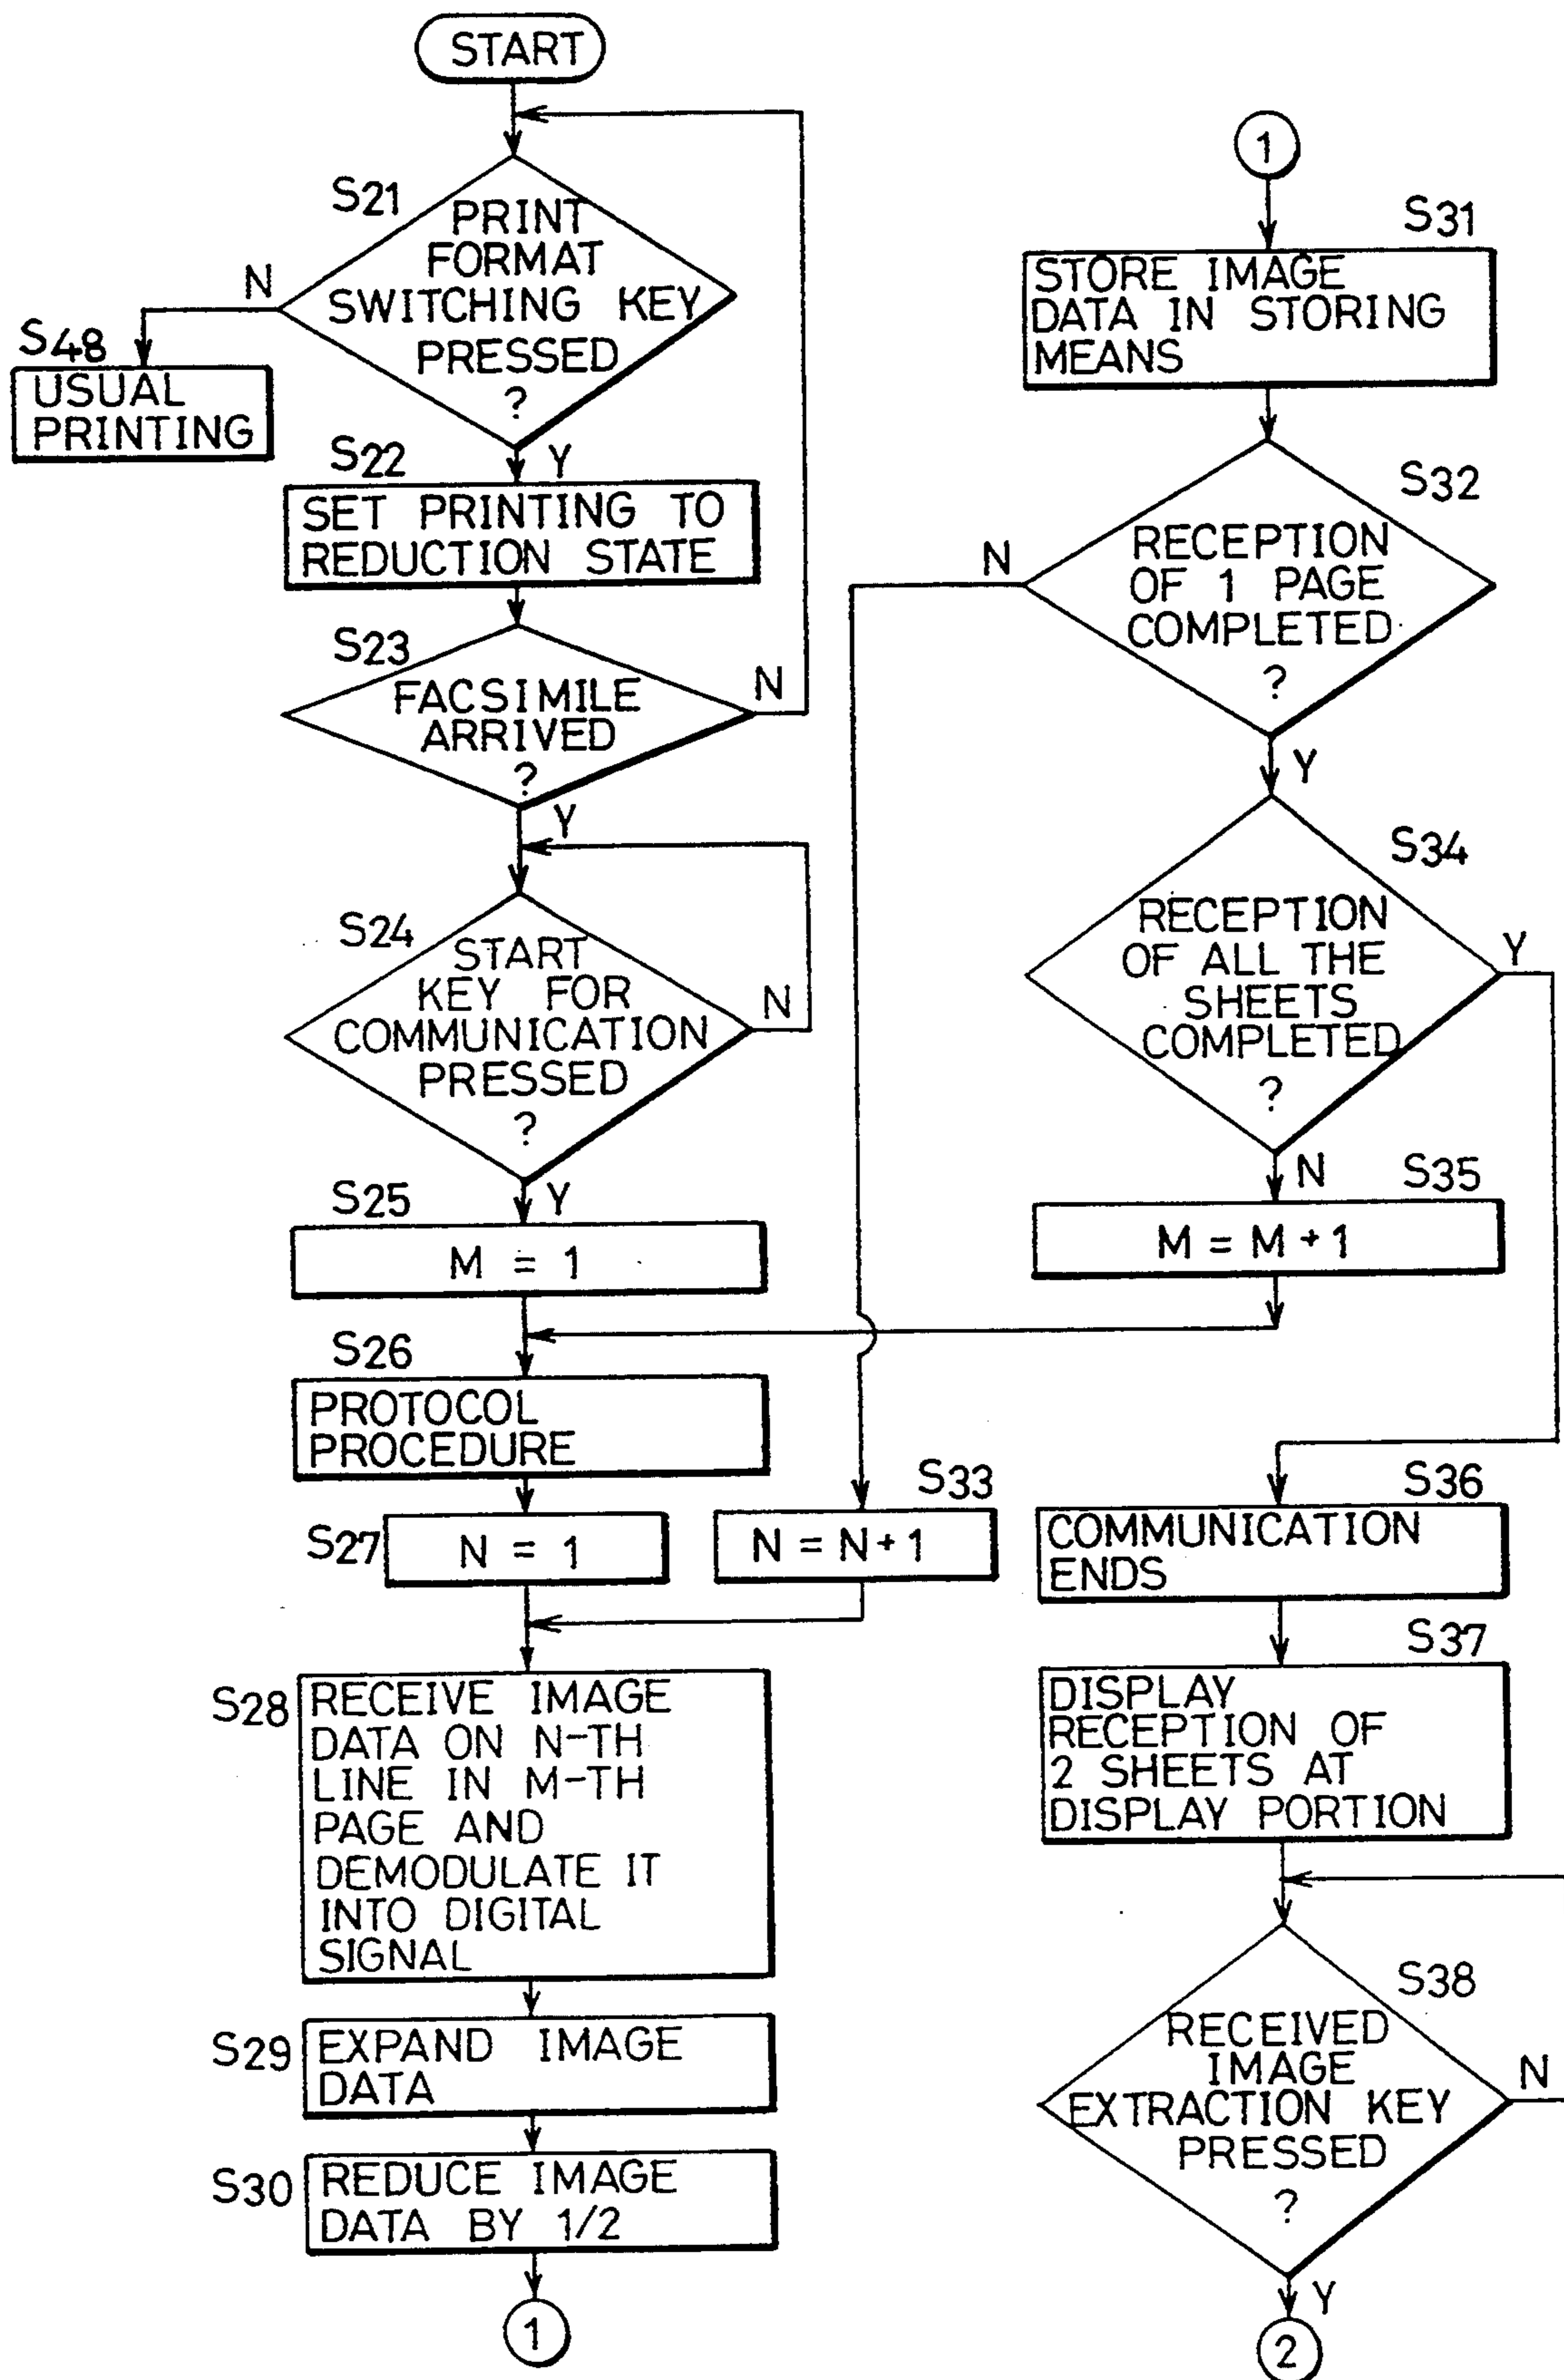 START
S21
PRINT
FORMAT
SWITCHING KEY
PRESSED
?
N
S48
USUAL
PRINTING
Y
S22
SET PRINTING TO
REDUCTION STATE
S23
FACSIMILE
ARRIVED
?
N
Y
S24
START
KEY FOR
COMMUNICATION
PRESSED
?
N
Y
S25
M = 1
S26
PROTOCOL
PROCEDURE
S27
N = 1
S33
N = N+1
S28
RECEIVE IMAGE
DATA ON N-TH
LINE IN M-TH
PAGE AND
DEMODULATE IT
INTO DIGITAL
SIGNAL
S29
EXPAND IMAGE
DATA
S30
REDUCE IMAGE
DATA BY 1/2
1
1
S31
STORE IMAGE
DATA IN STORING
MEANS
S32
RECEPTION
OF 1 PAGE
COMPLETED
?
N
Y
S34
RECEPTION
OF ALL THE
SHEETS
COMPLETED
?
Y
N
S35
M = M+1
S36
COMMUNICATION
ENDS
S37
DISPLAY
RECEPTION OF
2 SHEETS AT
DISPLAY PORTION
S38
RECEIVED
IMAGE
EXTRACTION KEY
PRESSED
?
N
Y
2